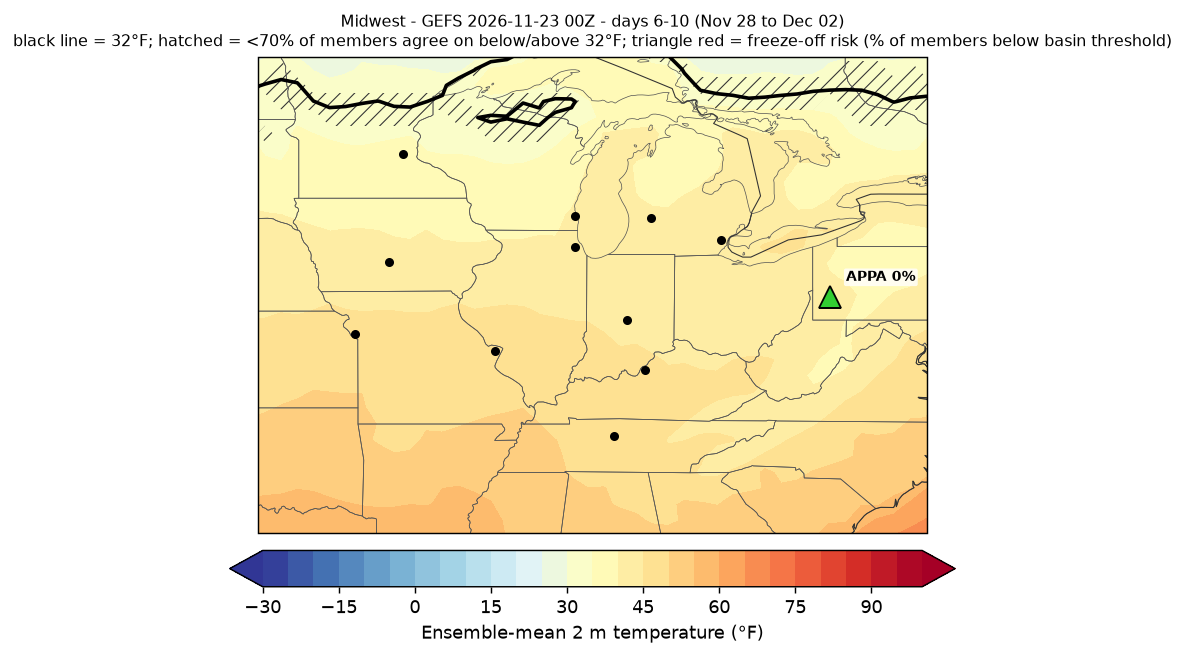 Midwest - GEFS 2026-11-23 00Z - days 6-10 (Nov 28 to Dec 02)
black line = 32°F; hatched = <70% of members agree on below/above 32°F; triangle red = freeze-off risk (% of members below basin threshold)
APPA 0%
−30 −15 0 15 30 45 60 75 90
Ensemble-mean 2 m temperature (°F)